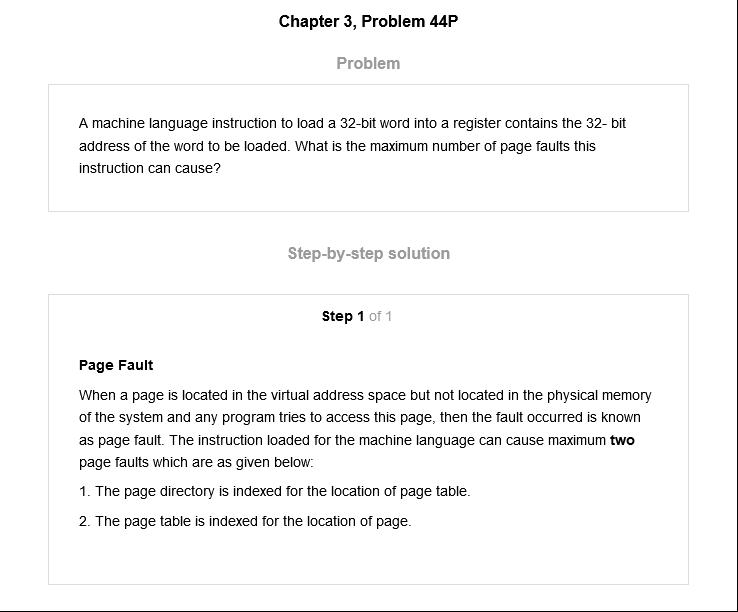 Chapter 3, Problem 44P
Problem
A machine language instruction to load a 32-bit word into a register contains the 32- bit
address of the word to be loaded. What is the maximum number of page faults this
instruction can cause?
Step-by-step solution
Step 1 of 1
Page Fault
When a page is located in the virtual address space but not located in the physical memory
of the system and any program tries to access this page, then the fault occurred is known
as page fault. The instruction loaded for the machine language can cause maximum two
page faults which are as given below:
1. The page directory is indexed for the location of page table.
2. The page table is indexed for the location of page.